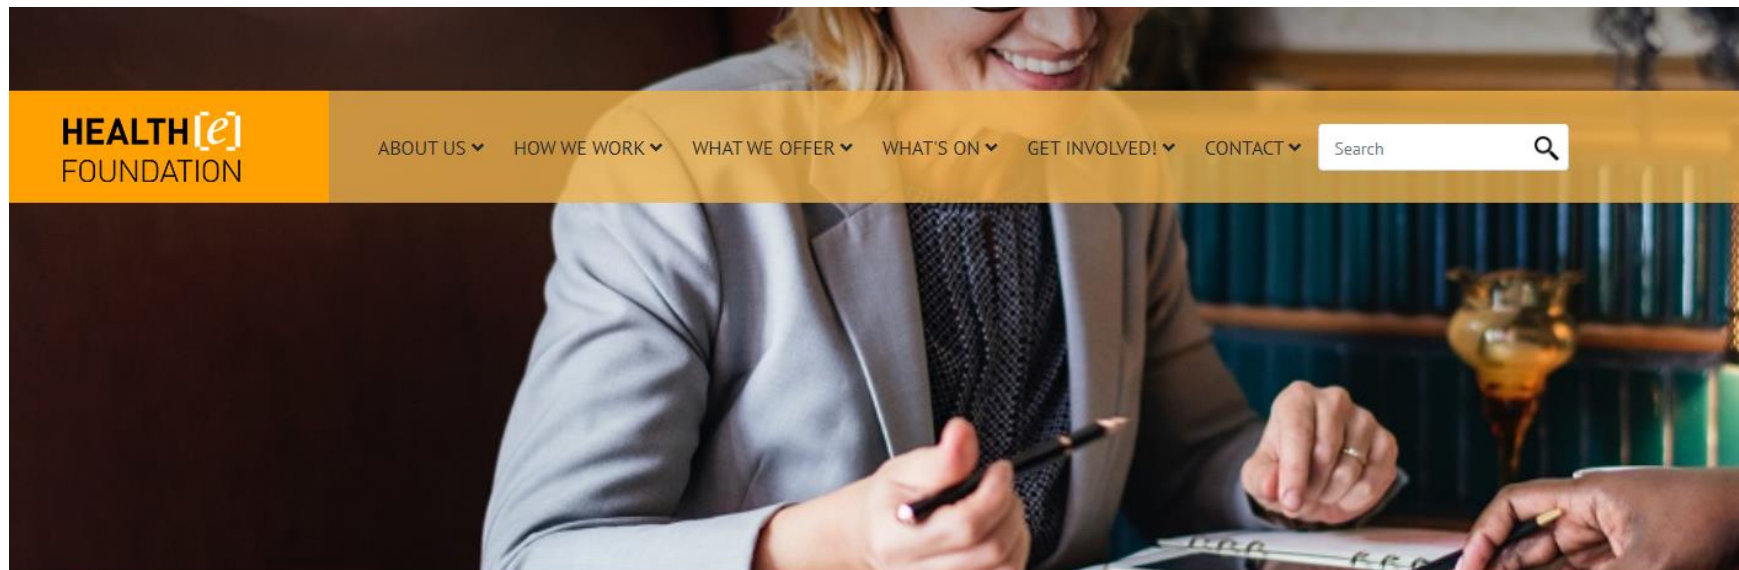 HEALTH[e]
FOUNDATION
ABOUT US HOW WE WORK WHAT WE OFFER WHAT'S ON GET INVOLVED! CONTACT Search